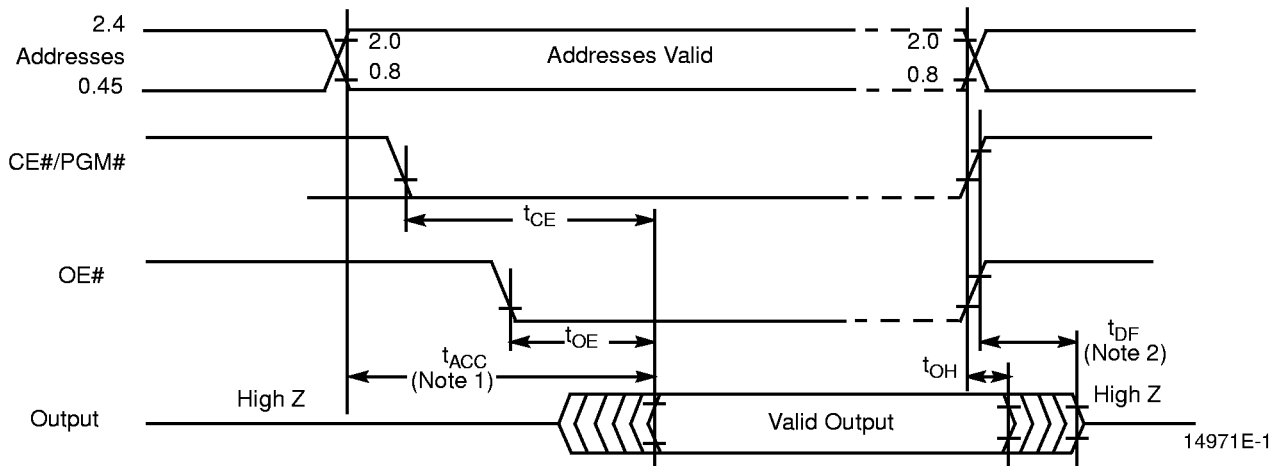 2.4
Addresses
0.45
2.0
0.8
Addresses Valid
2.0
0.8
CE#/PGM#
tCE
OE#
tOE
tACC
(Note 1)
tOH
tDF
(Note 2)
Output
High Z
Valid Output
High Z
14971E-1